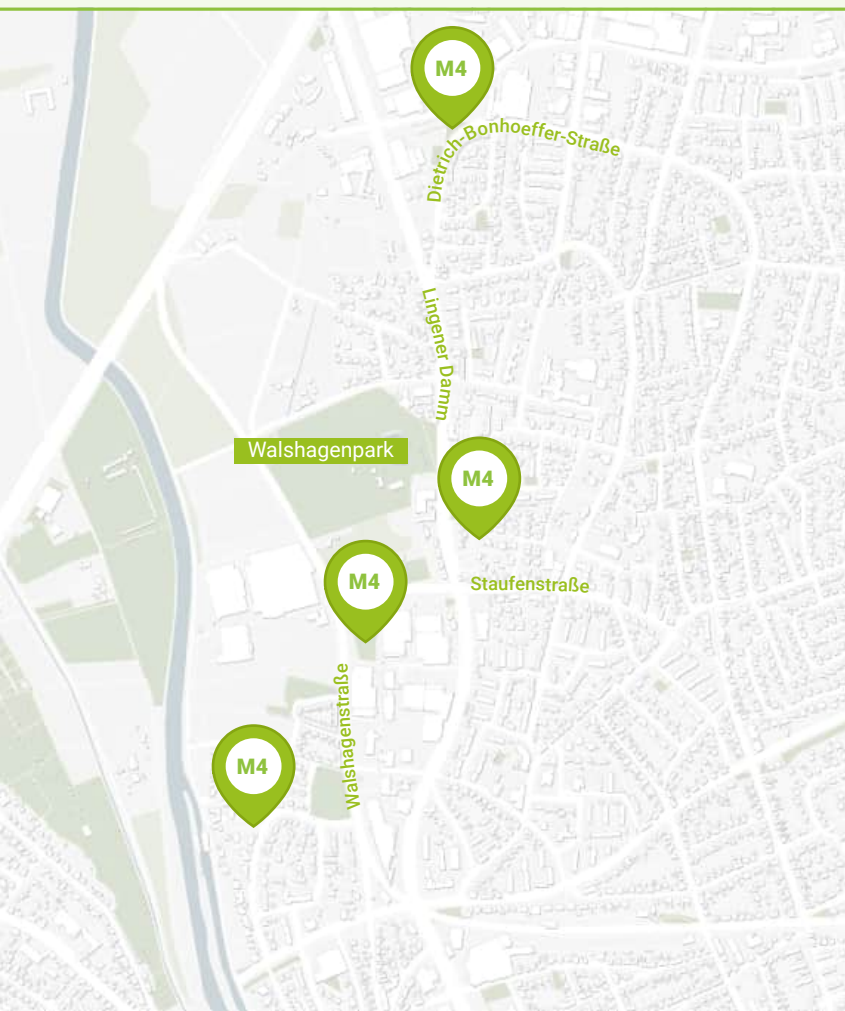 M4
Dietrich-Bonhoeffer-Straße
Lingener Damm
Walshagenpark
M4
M4
Staufenstraße
Walshagenstraße
M4